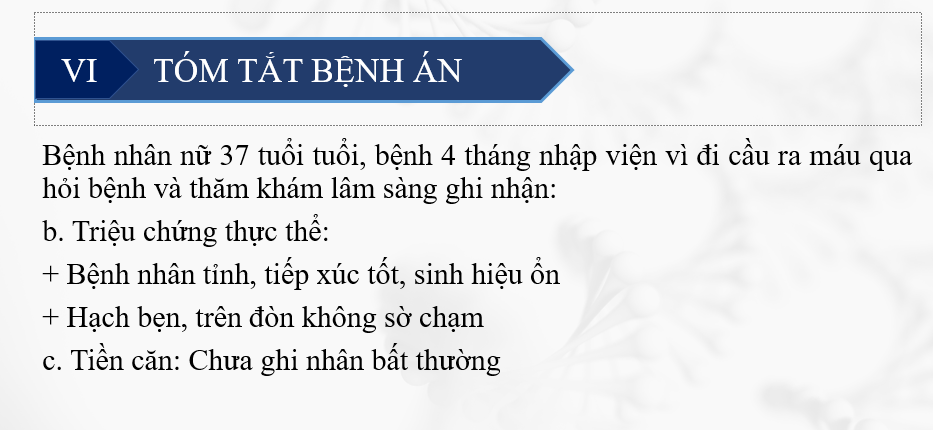 VI TÓM TẮT BỆNH ÁN
Bệnh nhân nữ 37 tuổi tuổi, bệnh 4 tháng nhập viện vì đi cầu ra máu qua
hỏi bệnh và thăm khám lâm sàng ghi nhận:
b. Triệu chứng thực thể:
+ Bệnh nhân tỉnh, tiếp xúc tốt, sinh hiệu ổn
+ Hạch bẹn, trên đòn không sờ chạm
c. Tiền căn: Chưa ghi nhân bất thường